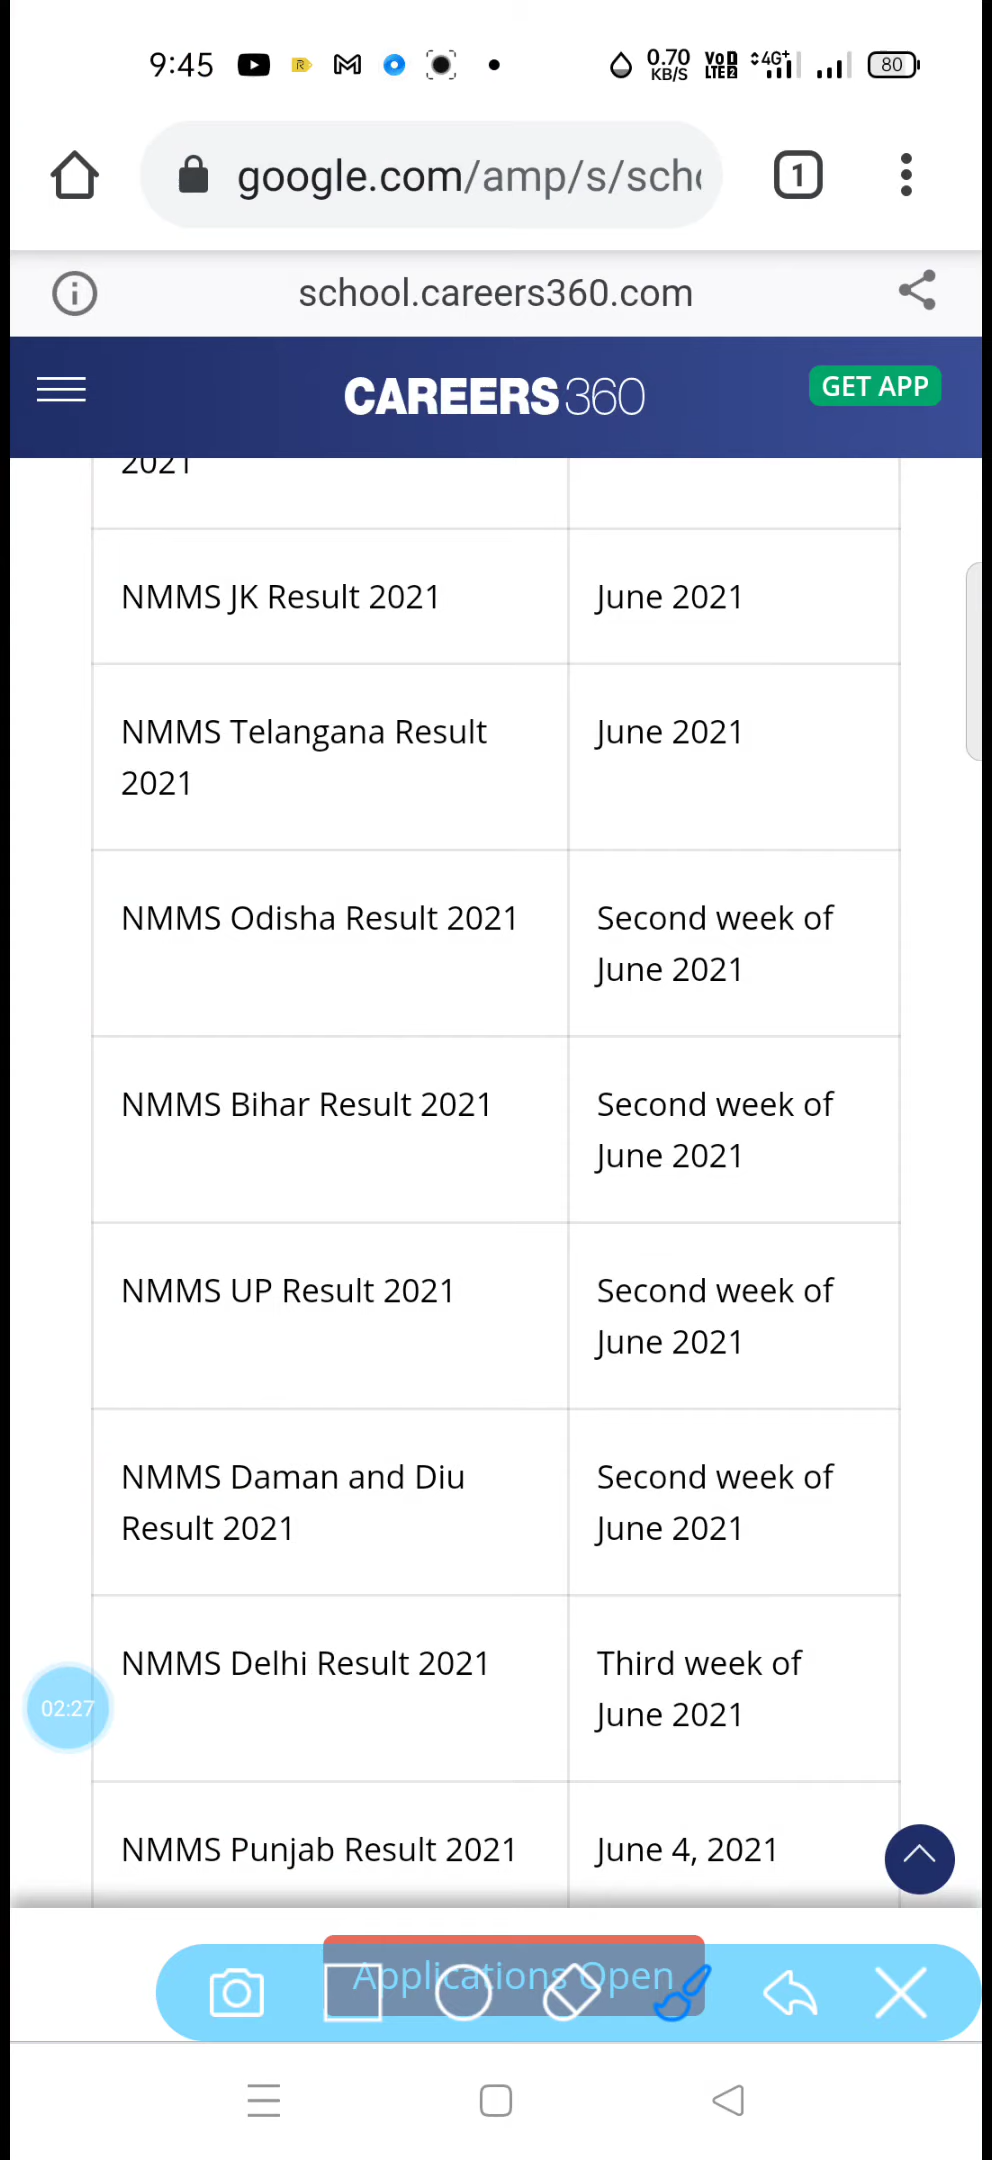 9:45
0.70
KB/S
Vo
LTE 2
4G+
80
google.com/amp/s/scho
1
school.careers360.com
CAREERS360
GET APP
2021
NMMS JK Result 2021
June 2021
NMMS Telangana Result
2021
June 2021
NMMS Odisha Result 2021
Second week of
June 2021
NMMS Bihar Result 2021
Second week of
June 2021
NMMS UP Result 2021
Second week of
June 2021
NMMS Daman and Diu
Result 2021
Second week of
June 2021
NMMS Delhi Result 2021
Third week of
June 2021
02:27
NMMS Punjab Result 2021
June 4, 2021
Applications Open